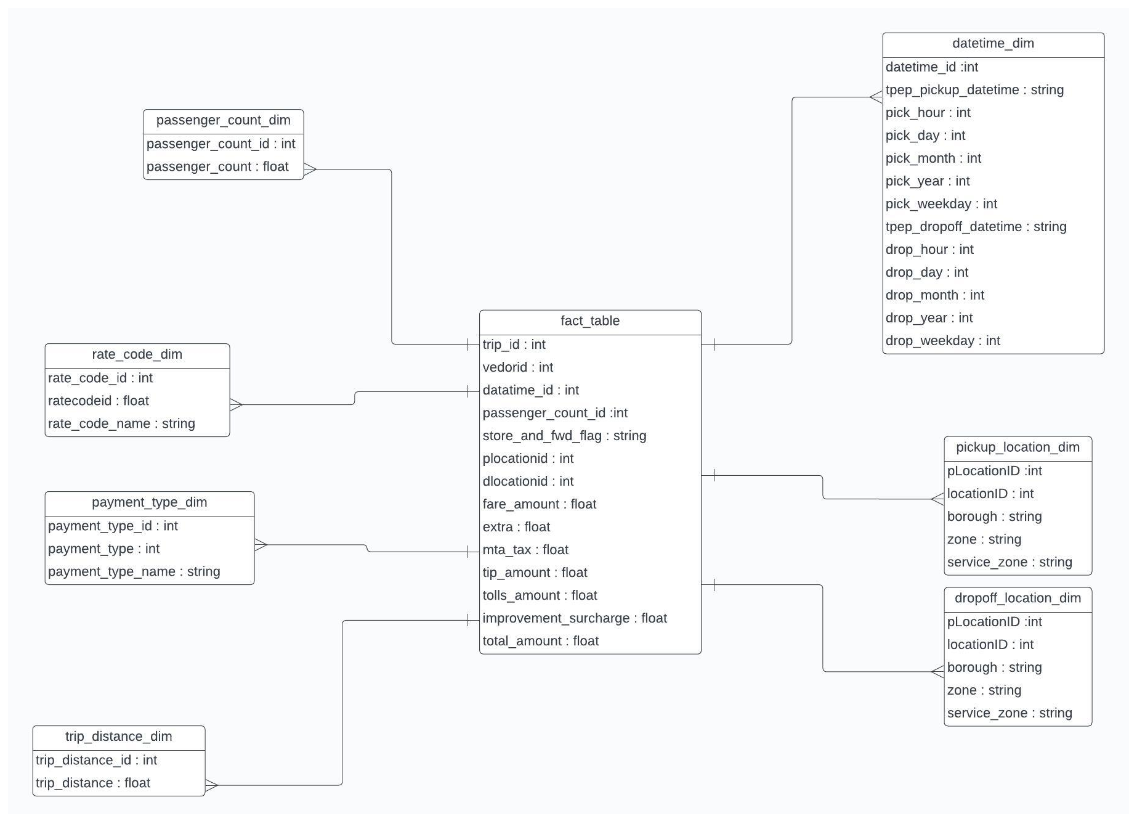 datetime_dim
datetime_id :int
tpep_pickup_datetime : string
pick_hour : int
pick_day : int
pick_month : int
pick_year : int
pick_weekday : int
tpep_dropoff_datetime : string
drop_hour : int
drop_day : int
drop_month : int
drop_year : int
drop_weekday : int
passenger_count_dim
passenger_count_id : int
passenger_count : float
fact_table
trip_id : int
vedorid : int
datatime_id : int
passenger_count_id :int
store_and_fwd_flag : string
plocationid : int
dlocationid : int
fare_amount : float
extra : float
mta_tax : float
tip_amount : float
tolls_amount : float
improvement_surcharge : float
total_amount : float
rate_code_dim
rate_code_id : int
ratecodeid : float
rate_code_name : string
payment_type_dim
payment_type_id : int
payment_type : int
payment_type_name : string
pickup_location_dim
pLocationID :int
locationID : int
borough : string
zone : string
service_zone : string
dropoff_location_dim
pLocationID :int
locationID : int
borough : string
zone : string
service_zone : string
trip_distance_dim
trip_distance_id : int
trip_distance : float